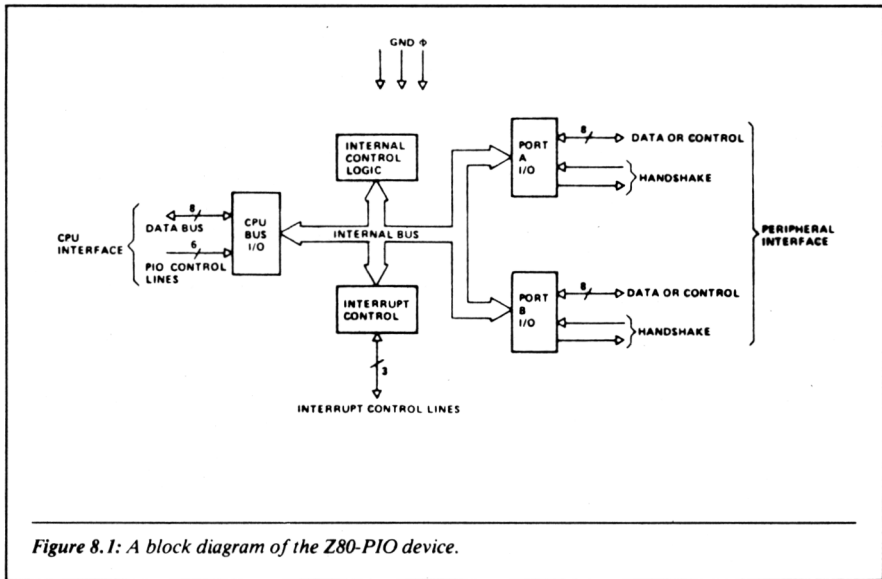 GND Φ
INTERNAL
CONTROL
LOGIC
CPU
INTERFACE
8
DATA BUS
6
PIO CONTROL
LINES
CPU
BUS
I/O
INTERNAL BUS
INTERRUPT
CONTROL
3
INTERRUPT CONTROL LINES
PORT
A
I/O
8
DATA OR CONTROL
HANDSHAKE
PERIPHERAL
INTERFACE
PORT
B
I/O
8
DATA OR CONTROL
HANDSHAKE
Figure 8.1: A block diagram of the Z80-PIO device.